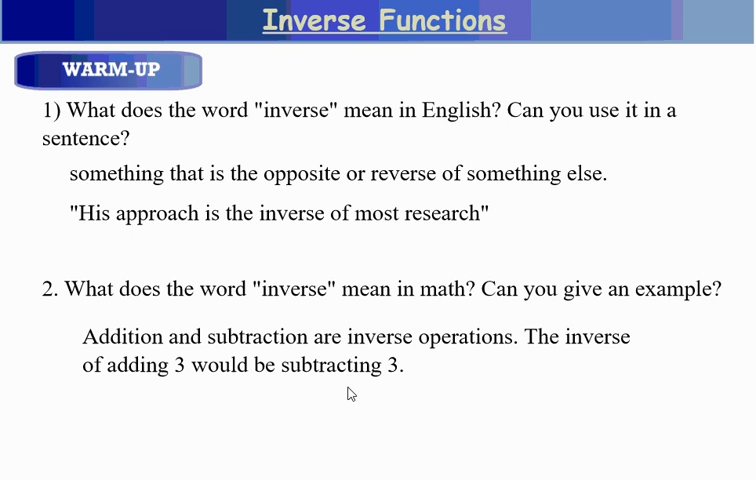 Inverse Functions
WARM-UP
1) What does the word "inverse" mean in English? Can you use it in a
sentence?
something that is the opposite or reverse of something else.
"His approach is the inverse of most research"
2. What does the word "inverse" mean in math? Can you give an example?
Addition and subtraction are inverse operations. The inverse
of adding 3 would be subtracting 3.